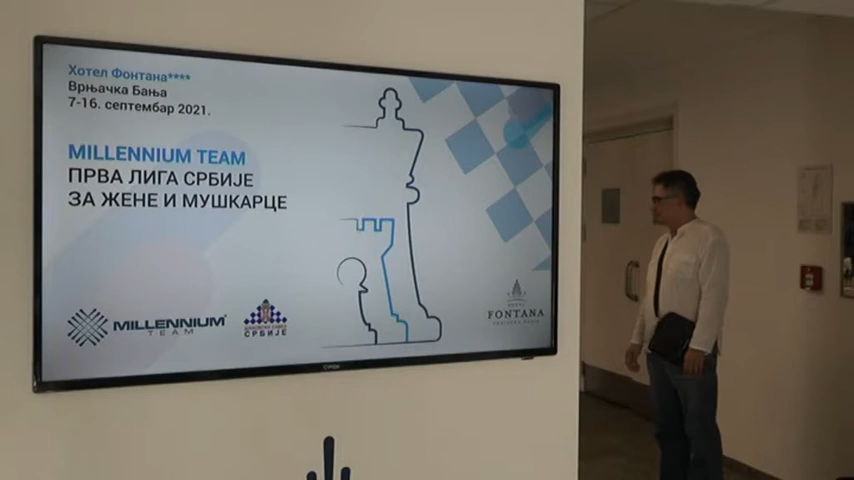 Хотел Фонтана****
Врњачка Бања
7-16. септембар 2021.
MILLENNIUM TEAM
ПРВА ЛИГА СРБИЈЕ
ЗА ЖЕНЕ И МУШКАРЦЕ
MILLENNIUM
TEAM
СРБИЈЕ
FONTANA